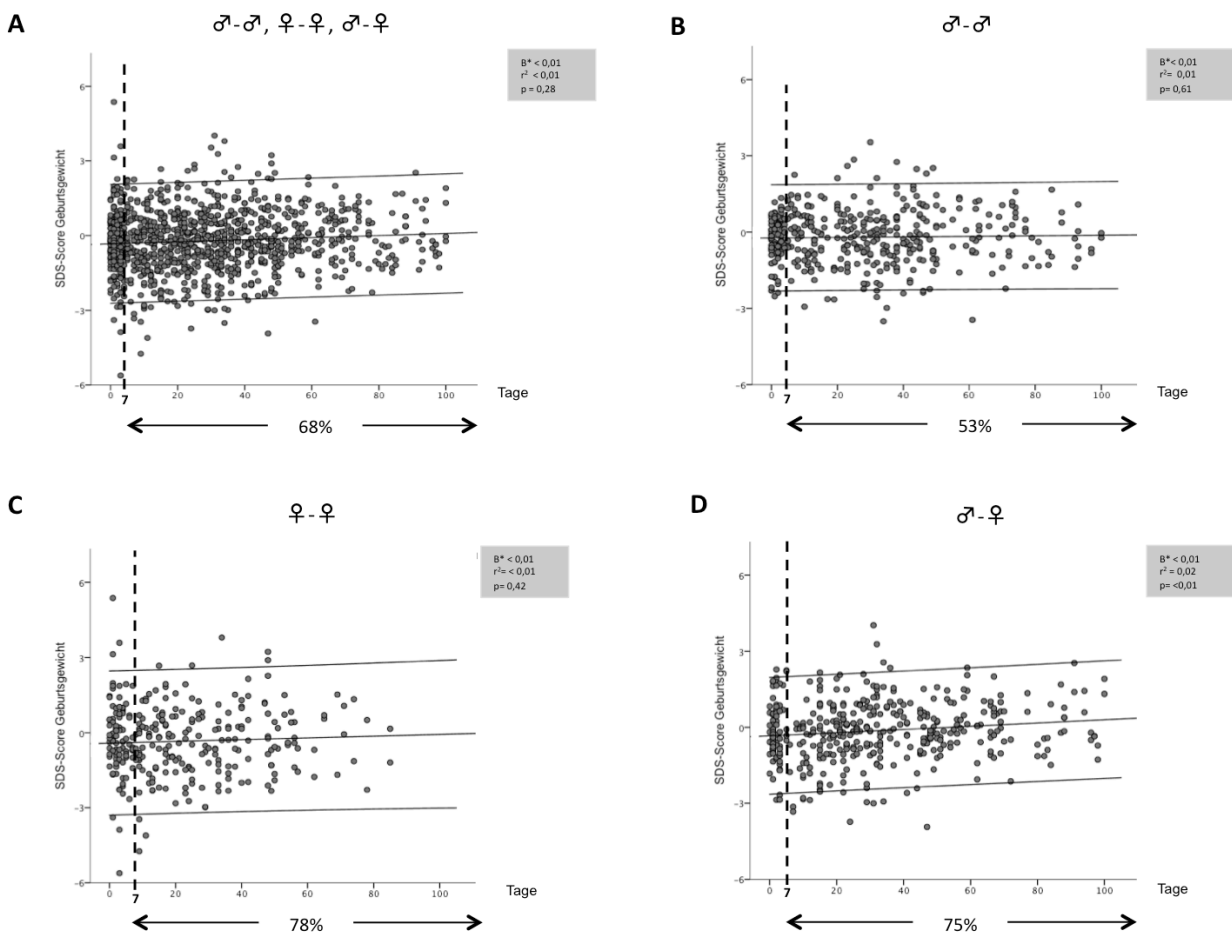 A
♂-♂, ♀-♀, ♂-♀
B* < 0,01
r² < 0,01
p = 0,28
SDS-Score Geburtsgewicht
6
3
0
−3
−6
0
7
20
40
60
80
100
Tage
68%
B
♂-♂
B* < 0,01
r²= 0,01
p= 0,61
SDS-Score Geburtsgewicht
6
3
0
−3
−6
0
7
20
40
60
80
100
Tage
53%
C
♀-♀
B* < 0,01
r²= < 0,01
p= 0,42
SDS-Score Geburtsgewicht
6
3
0
−3
−6
0
7
20
40
60
80
100
Tage
78%
D
♂-♀
B* < 0,01
r² = 0,02
p= <0,01
SDS-Score Geburtsgewicht
6
3
0
−3
−6
0
7
20
40
60
80
100
Tage
75%